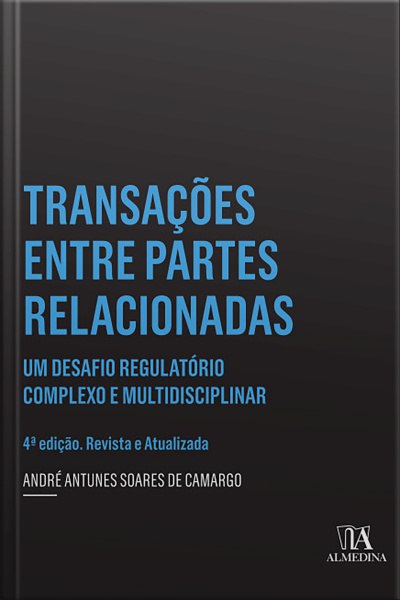 TRANSAÇÕES
ENTRE PARTES
RELACIONADAS
UM DESAFIO REGULATÓRIO
COMPLEXO E MULTIDISCIPLINAR
4ª edição. Revista e Atualizada
ANDRÉ ANTUNES SOARES DE CAMARGO
ALMEDINA